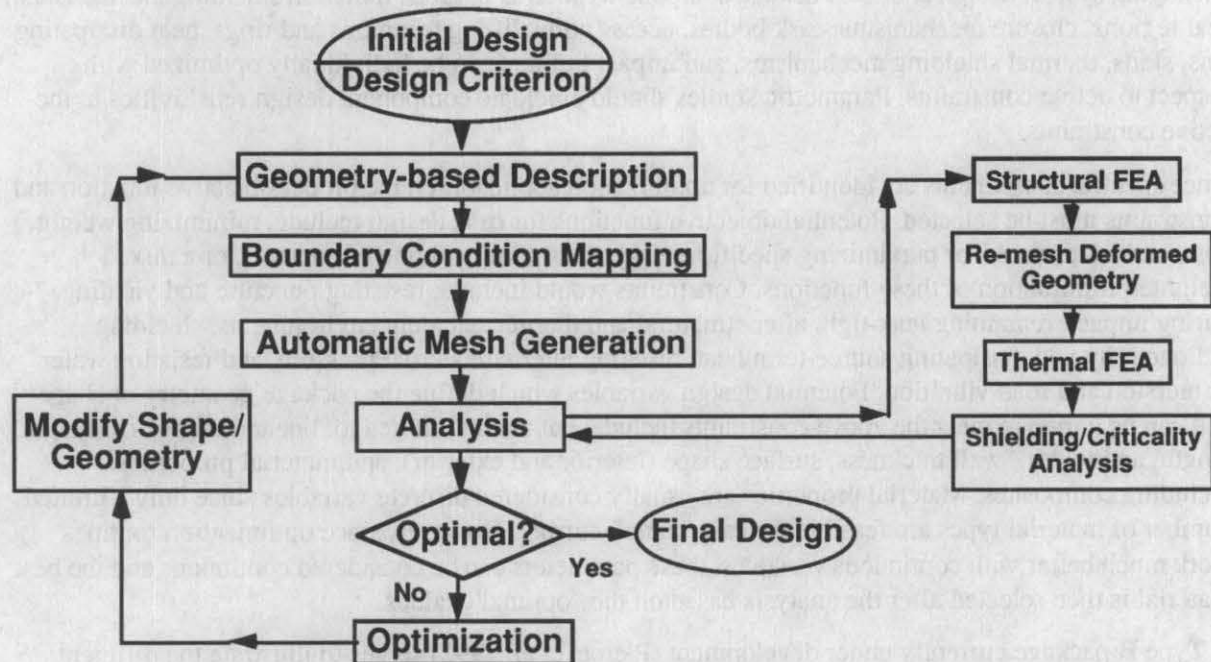 Initial Design
Design Criterion
Geometry-based Description
Boundary Condition Mapping
Automatic Mesh Generation
Analysis
Optimal?
Yes
Final Design
No
Optimization
Modify Shape/
Geometry
Structural FEA
Re-mesh Deformed
Geometry
Thermal FEA
Shielding/Criticality
Analysis